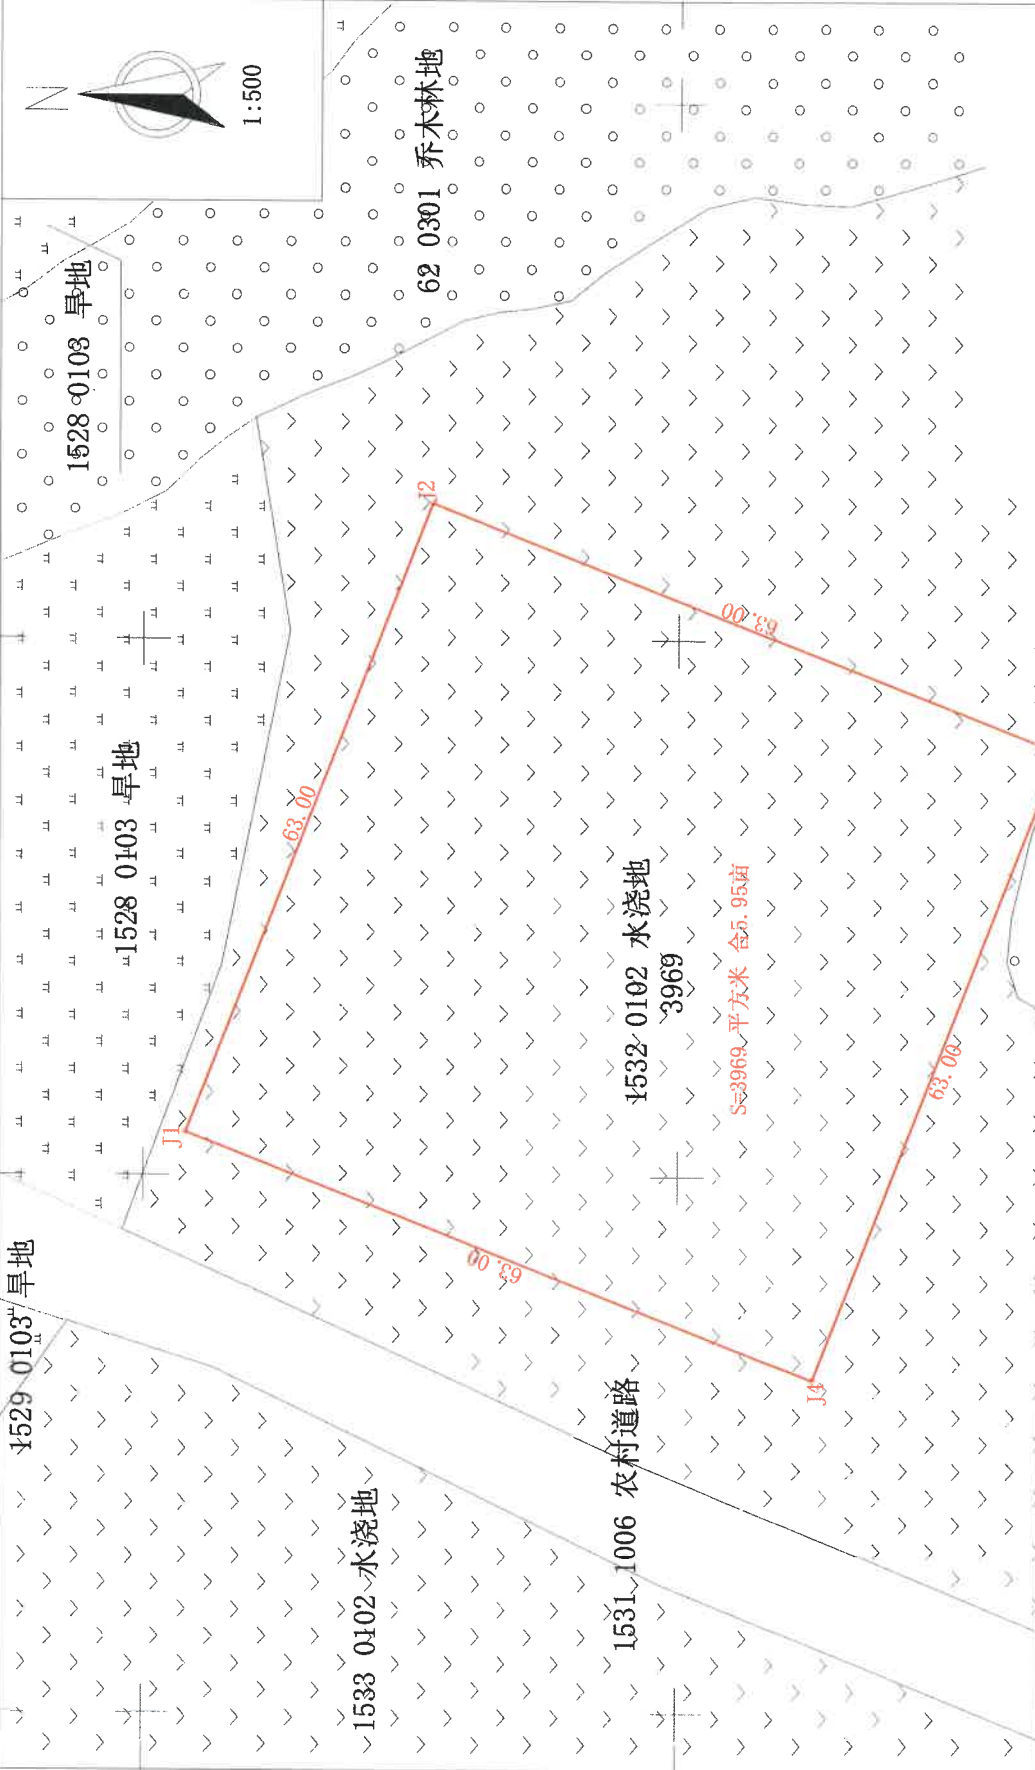 N
1:500
62 0301 乔木林地
1528 0103 旱地
1528 0103 旱地
1529 0103 旱地
J1
J2
63.00
63.00
1532 0102 水浇地
3969
S=3969 平方米 合5.95亩
63.00
63.00
J4
1533 0102 水浇地
1531 1006 农村道路